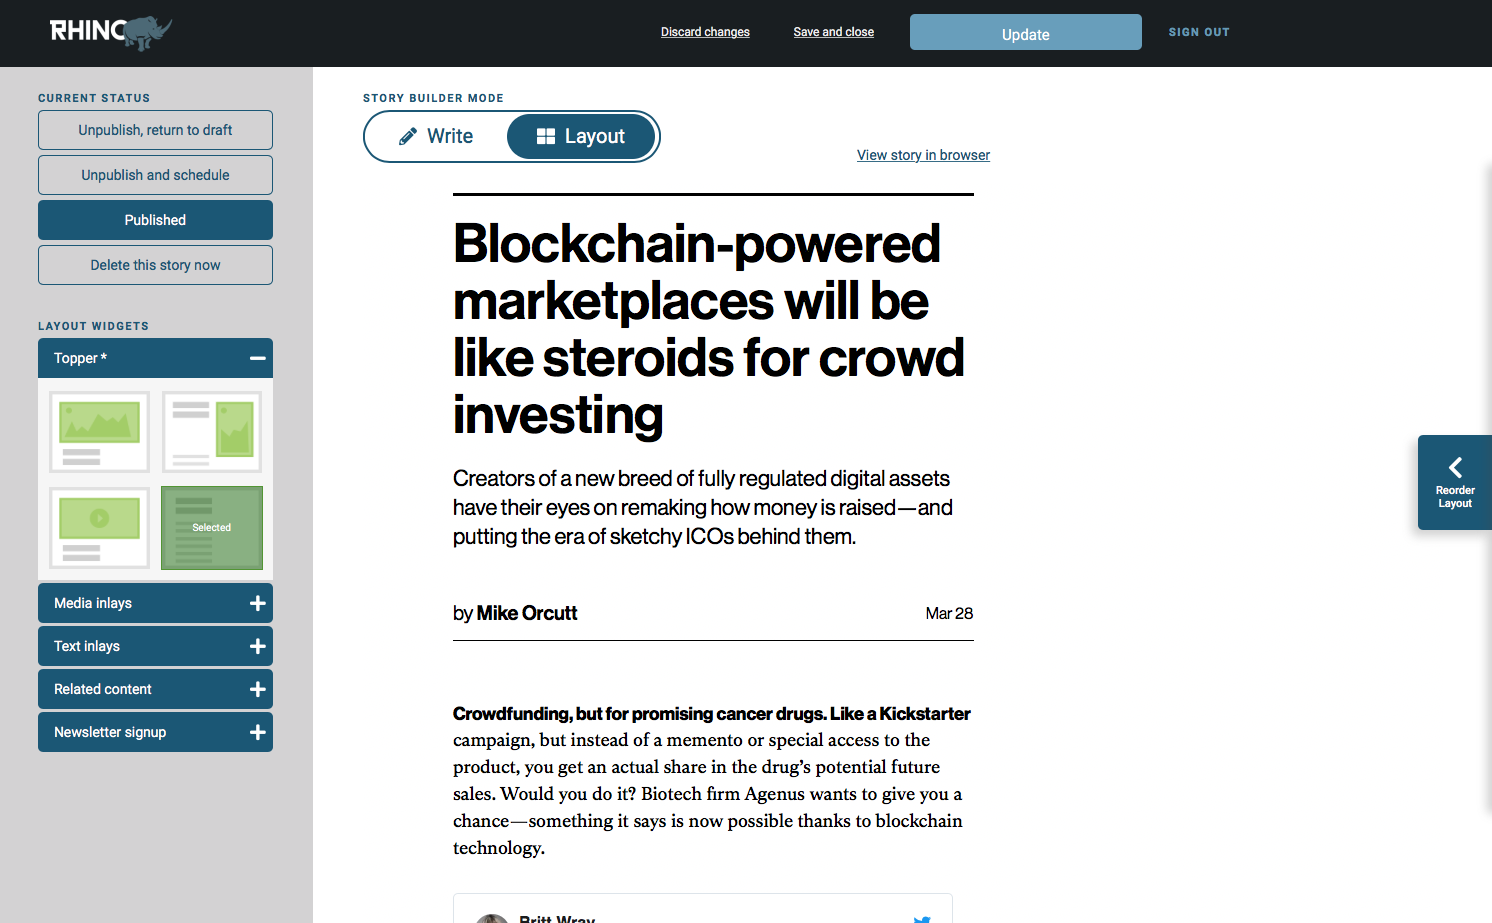 RHINO
Discard changes
Save and close
Update
SIGN OUT
CURRENT STATUS
Unpublish, return to draft
Unpublish and schedule
Published
Delete this story now
LAYOUT WIDGETS
Topper *
Selected
Media inlays
Text inlays
Related content
Newsletter signup
STORY BUILDER MODE
Write
Layout
View story in browser
Blockchain-powered
marketplaces will be
like steroids for crowd
investing
Creators of a new breed of fully regulated digital assets
have their eyes on remaking how money is raised—and
putting the era of sketchy ICOs behind them.
by Mike Orcutt
Mar 28
Crowdfunding, but for promising cancer drugs. Like a Kickstarter
campaign, but instead of a memento or special access to the
product, you get an actual share in the drug’s potential future
sales. Would you do it? Biotech firm Agenus wants to give you a
chance—something it says is now possible thanks to blockchain
technology.
Britt Wray
Reorder
Layout